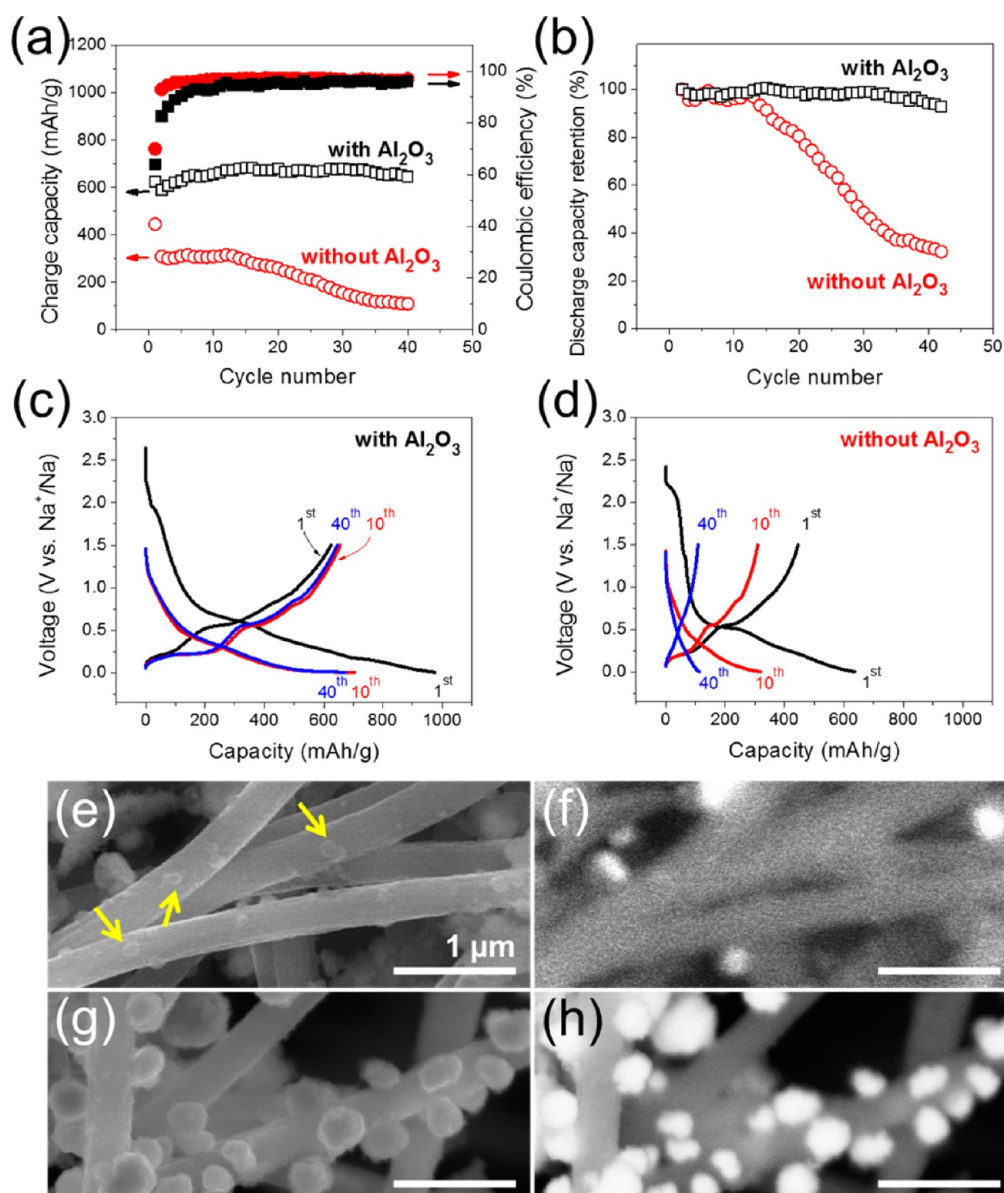 (a)
1200
1000
800
600
400
200
0
Charge capacity (mAh/g)
100
80
60
40
20
0
Coulombic efficiency (%)
with Al₂O₃
without Al₂O₃
0 10 20 30 40 50
Cycle number
(b)
100
80
60
40
20
0
Discharge capacity retention (%)
with Al₂O₃
without Al₂O₃
0 10 20 30 40 50
Cycle number
(c)
3.0
2.5
2.0
1.5
1.0
0.5
0.0
Voltage (V vs. Na⁺/Na)
with Al₂O₃
1ˢᵗ
40ᵗʰ
10ᵗʰ
40ᵗʰ
10ᵗʰ
1ˢᵗ
0 200 400 600 800 1000
Capacity (mAh/g)
(d)
3.0
2.5
2.0
1.5
1.0
0.5
0.0
Voltage (V vs. Na⁺/Na)
without Al₂O₃
40ᵗʰ
10ᵗʰ
1ˢᵗ
40ᵗʰ
10ᵗʰ
1ˢᵗ
0 200 400 600 800 1000
Capacity (mAh/g)
(e)
1 μm
(f)
(g)
(h)